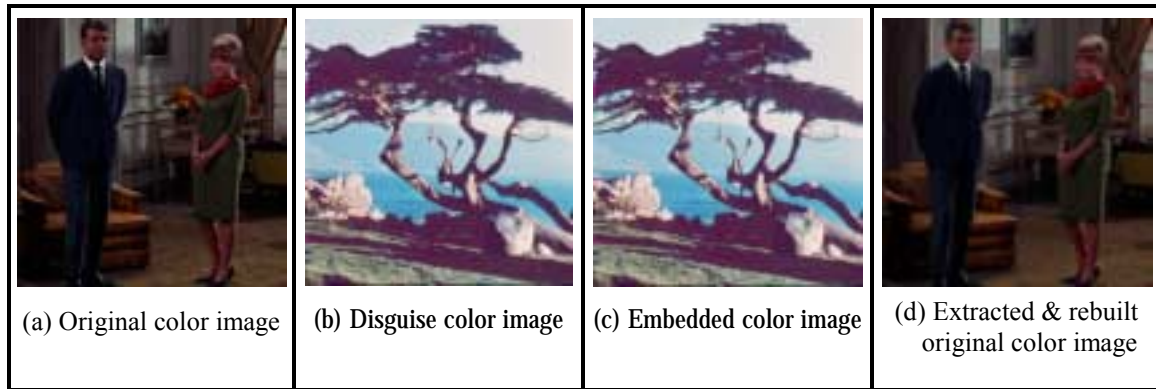 (a) Original color image
(b) Disguise color image
(c) Embedded color image
(d) Extracted & rebuilt
original color image